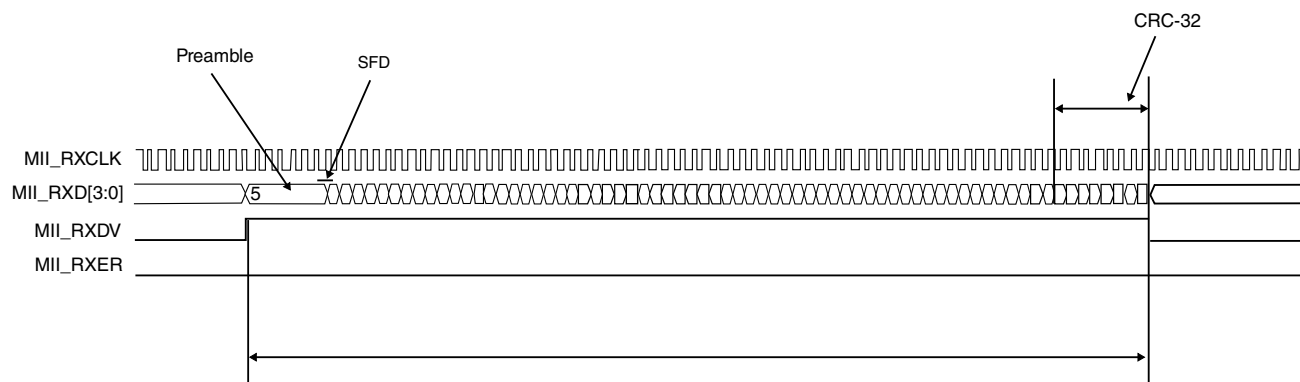 CRC-32
Preamble
SFD
MII_RXCLK
MII_RXD[3:0]
5
MII_RXDV
MII_RXER